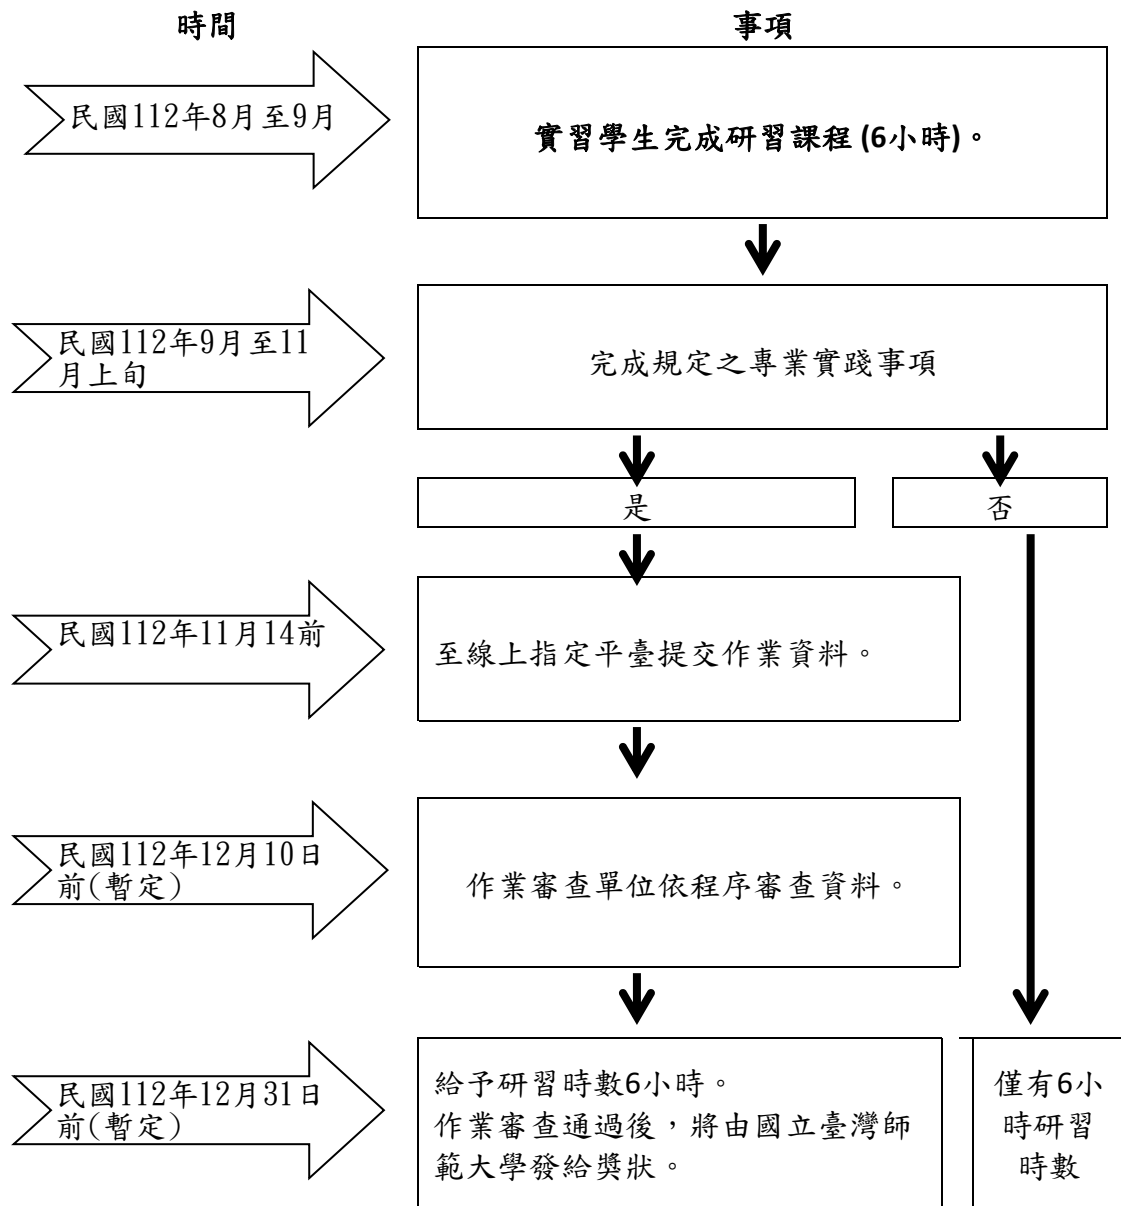 時間
事項
民國112年8月至9月
實習學生完成研習課程 (6小時)。
民國112年9月至11
月上旬
完成規定之專業實踐事項
是
否
民國112年11月14前
至線上指定平臺提交作業資料。
民國112年12月10日
前(暫定)
作業審查單位依程序審查資料。
民國112年12月31日
前(暫定)
給予研習時數6小時。
作業審查通過後，將由國立臺灣師
範大學發給獎狀。
僅有6小
時研習
時數